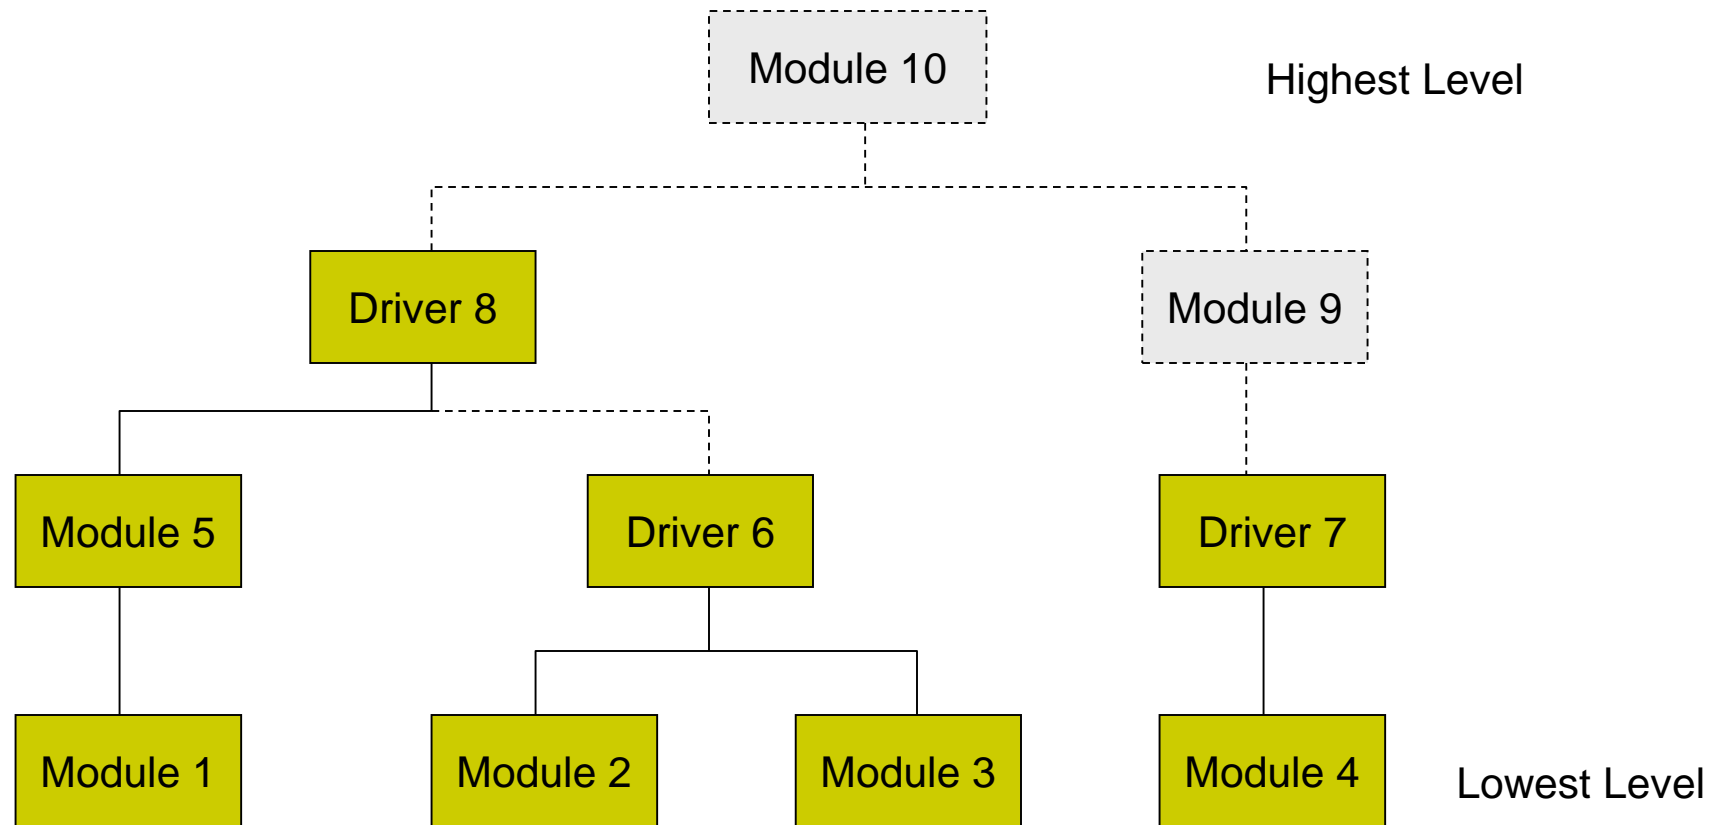 Module 10
Highest Level
Driver 8
Module 9
Module 5
Driver 6
Driver 7
Module 1
Module 2
Module 3
Module 4
Lowest Level